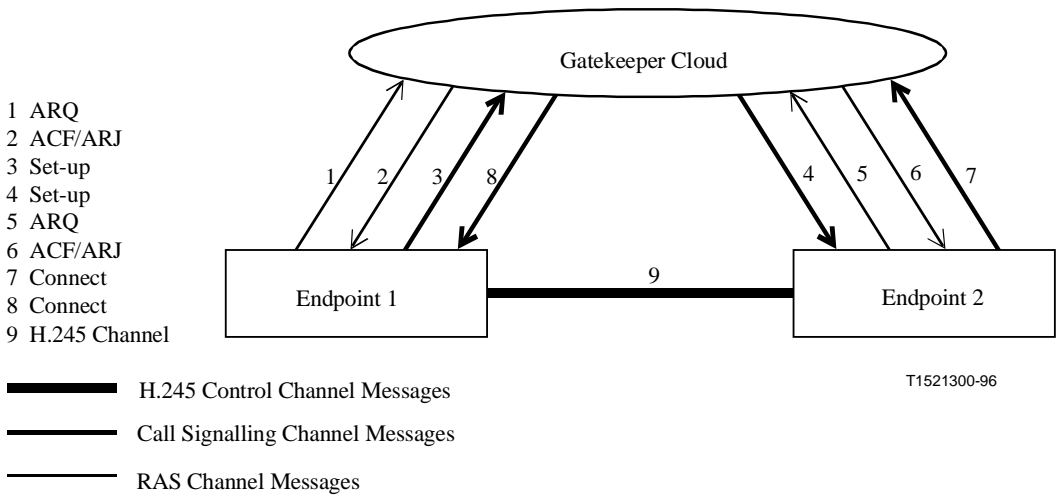 Gatekeeper Cloud
1 ARQ
2 ACF/ARJ
3 Set-up
4 Set-up
5 ARQ
6 ACF/ARJ
7 Connect
8 Connect
9 H.245 Channel
1
2
3
8
4
5
6
7
Endpoint 1
9
Endpoint 2
T1521300-96
H.245 Control Channel Messages
Call Signalling Channel Messages
RAS Channel Messages